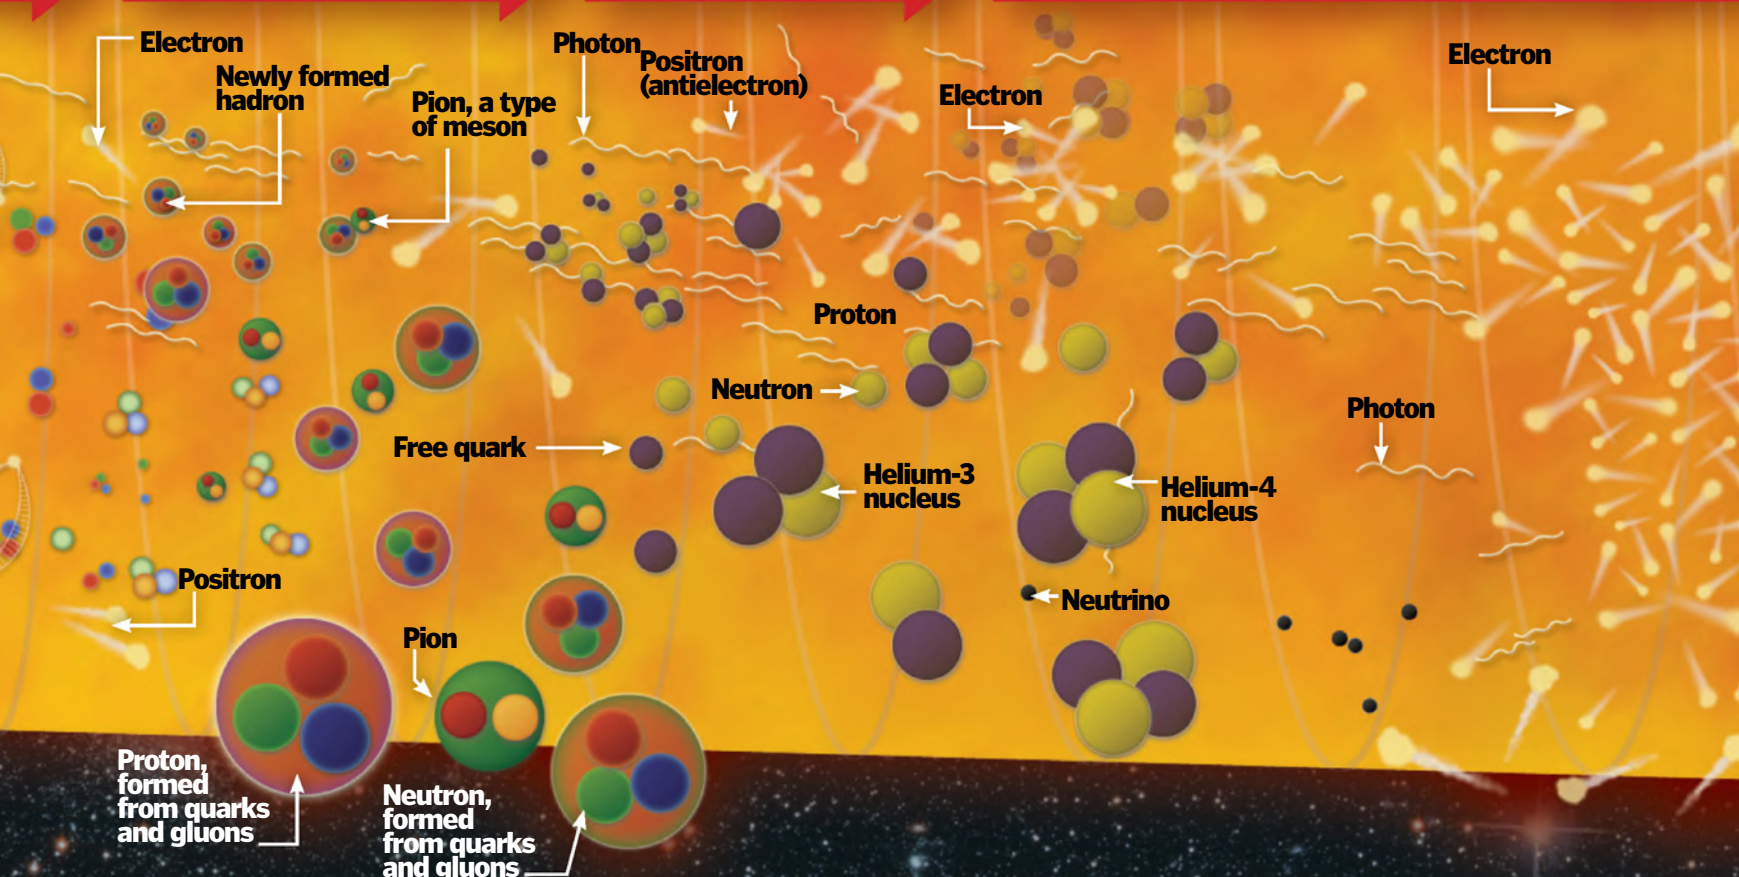 Electron
Newly formed
hadron
Pion, a type
of meson
Photon
Positron
(antielectron)
Electron
Electron
Proton
Neutron
Free quark
Helium-3
nucleus
Helium-4
nucleus
Photon
Positron
Neutrino
Pion
Proton,
formed
from quarks
and gluons
Neutron,
formed
from quarks
and gluons